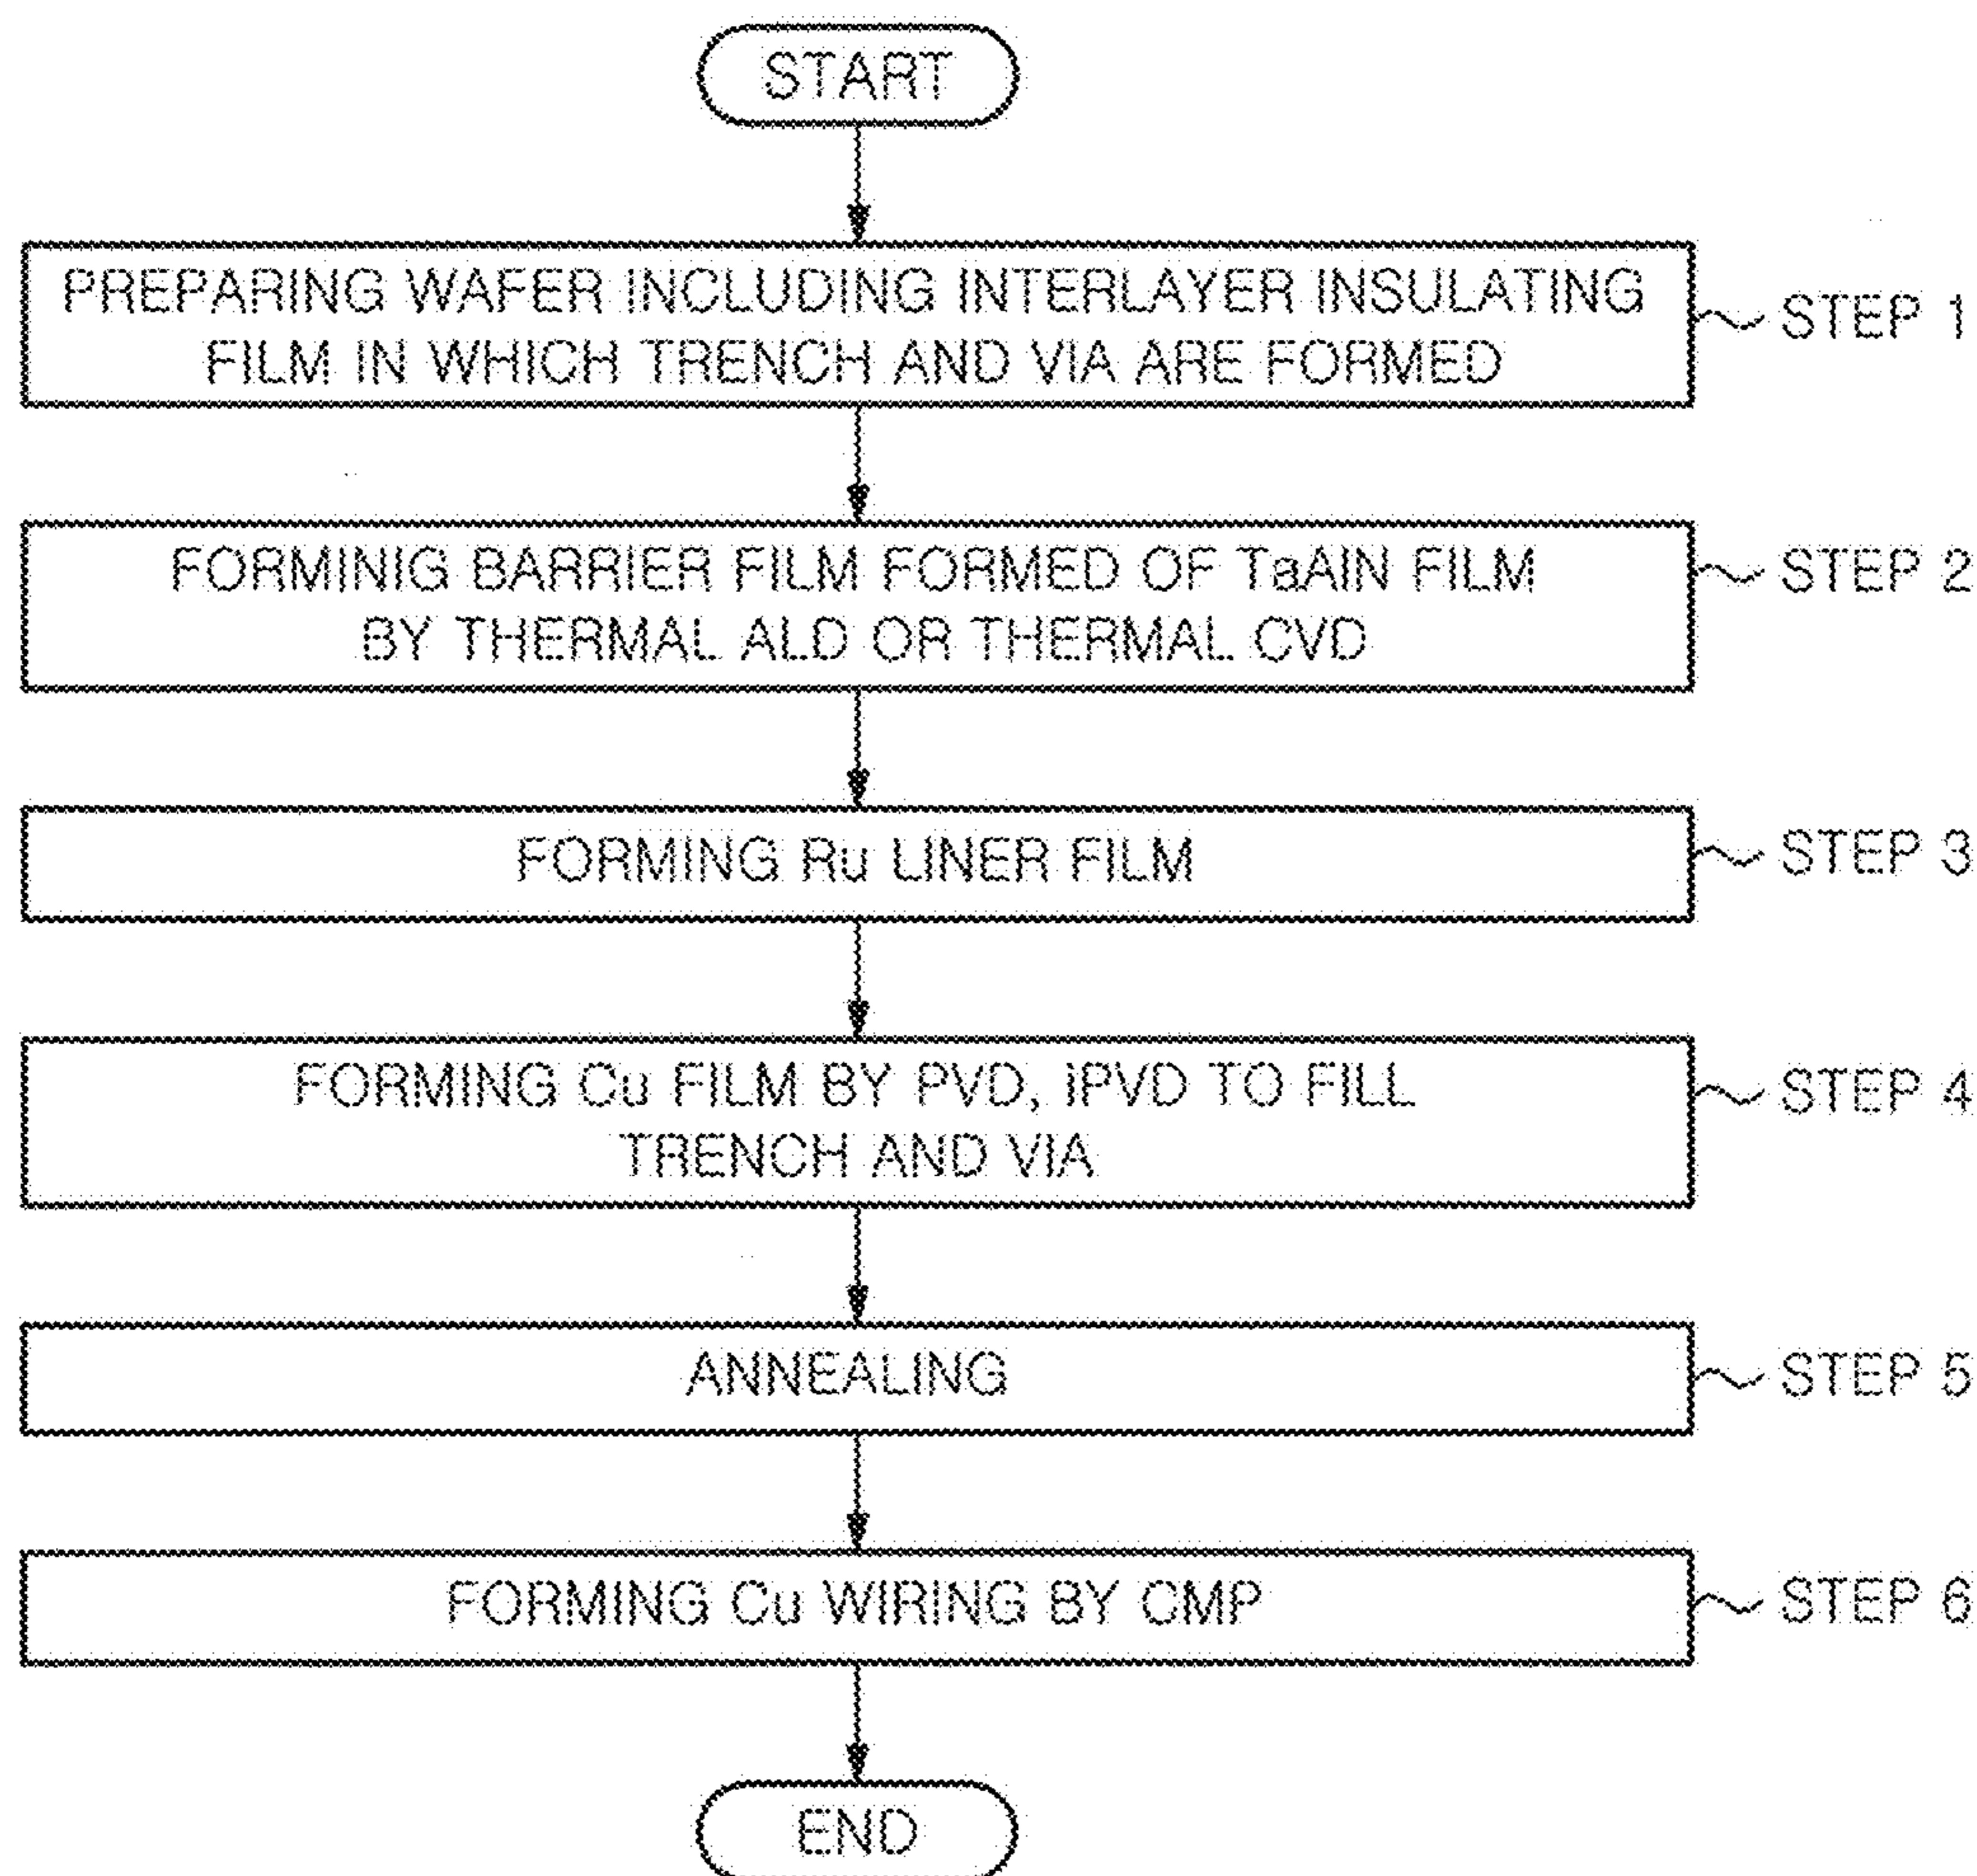 START
PREPARING WAFER INCLUDING INTERLAYER INSULATING
FILM IN WHICH TRENCH AND VIA ARE FORMED
STEP 1
FORMINIG BARRIER FILM FORMED OF TaAlN FILM
BY THERMAL ALD OR THERMAL CVD
STEP 2
FORMING Ru LINER FILM
STEP 3
FORMING Cu FILM BY PVD, iPVD TO FILL
TRENCH AND VIA
STEP 4
ANNEALING
STEP 5
FORMING Cu WIRING BY CMP
STEP 6
END